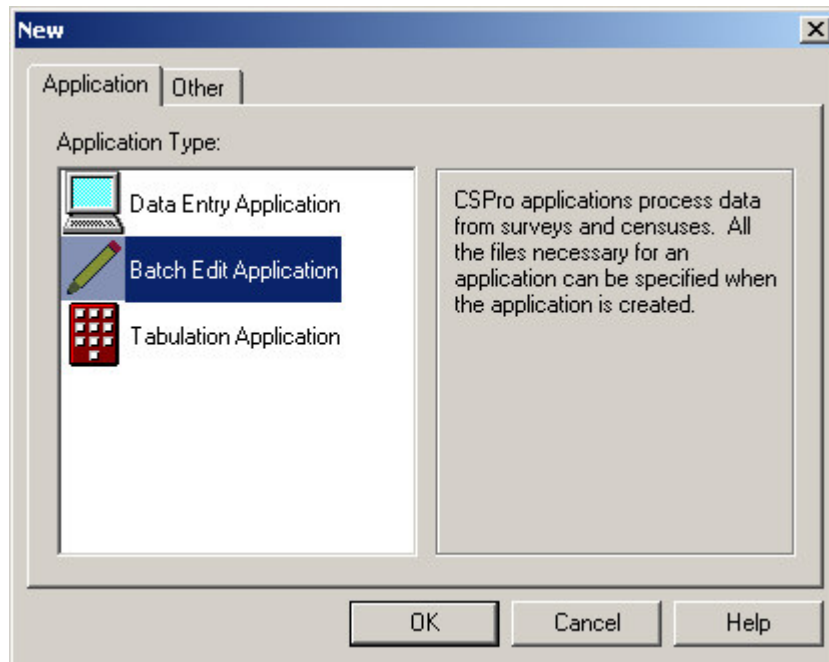 New
Application
Other
Application Type:
Data Entry Application
Batch Edit Application
Tabulation Application
CSPro applications process data
from surveys and censuses. All
the files necessary for an
application can be specified when
the application is created.
OK
Cancel
Help